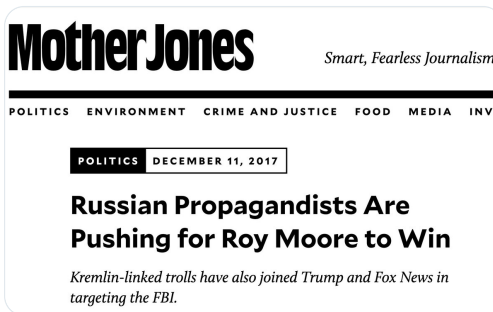 Mother Jones
Smart, Fearless Journalism
POLITICS ENVIRONMENT CRIME AND JUSTICE FOOD MEDIA INV
POLITICS DECEMBER 11, 2017
Russian Propagandists Are
Pushing for Roy Moore to Win
Kremlin-linked trolls have also joined Trump and Fox News in
targeting the FBI.